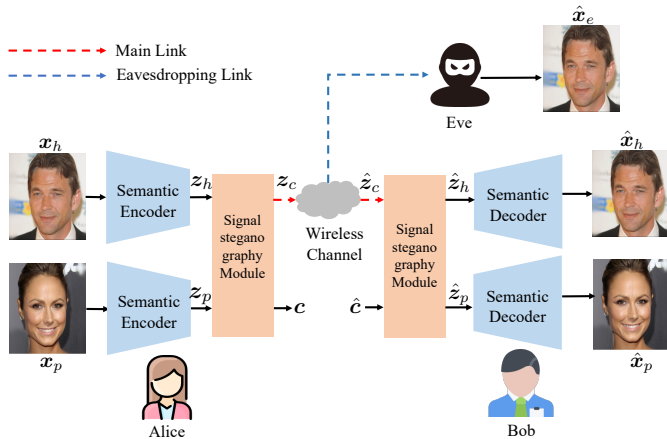 x̂_e
Main Link
Eavesdropping Link
Eve
x_h
z_h
z_c
ẑ_c
ẑ_h
x̂_h
Semantic
Encoder
Signal
stegano
graphy
Module
Wireless
Channel
Signal
stegano
graphy
Module
Semantic
Decoder
Semantic
Encoder
z_p
c
ĉ
ẑ_p
Semantic
Decoder
x_p
x̂_p
Alice
Bob